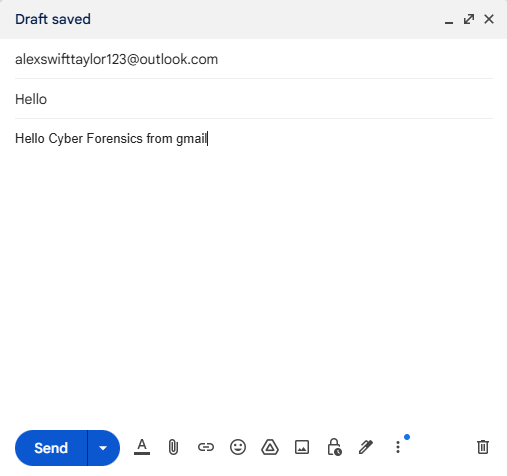 Draft saved
alexswifttaylor123@outlook.com
Hello
Hello Cyber Forensics from gmail
Send
A